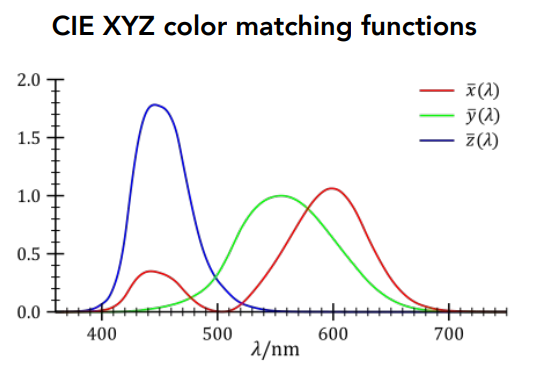 CIE XYZ color matching functions
2.0
1.5
1.0
0.5
0.0
x̄(λ)
ȳ(λ)
z̄(λ)
400 500 600 700
λ/nm